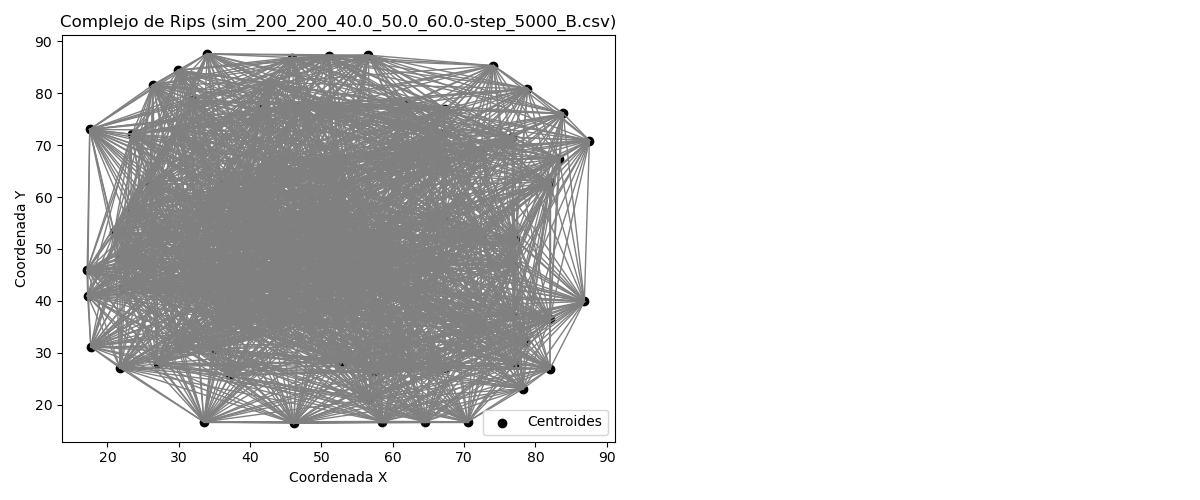 Complejo de Rips (sim_200_200_40.0_50.0_60.0-step_5000_B.csv)
90
80
70
60
50
40
30
20
Coordenada Y
Centroides
20 30 40 50 60 70 80 90
Coordenada X